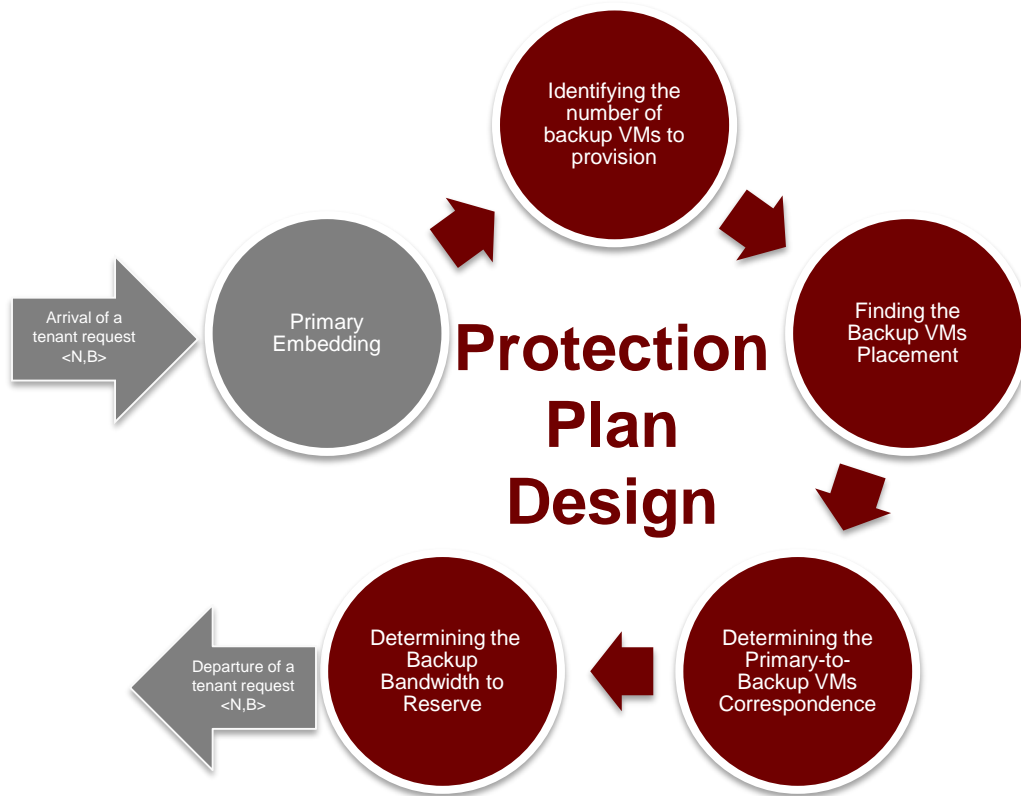 Identifying the
number of
backup VMs to
provision
Arrival of a
tenant request
<N,B>
Primary
Embedding
Finding the
Backup VMs
Placement
Protection
Plan
Design
Determining the
Primary-to-
Backup VMs
Correspondence
Determining the
Backup
Bandwidth to
Reserve
Departure of a
tenant request
<N,B>